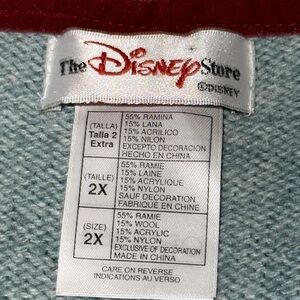 The Disney Store
©DISNEY
(TALLA)
Talla 2
Extra
55% RAMINA
15% LANA
15% ACRILICO
15% NILON
EXCEPTO DECORACION
HECHO EN CHINA
(TAILLE)
2X
55% RAMIE
15% LAINE
15% ACRYLIQUE
15% NYLON
SAUF DECORATION
FABRIQUE EN CHINE
(SIZE)
2X
55% RAMIE
15% WOOL
15% ACRYLIC
15% NYLON
EXCLUSIVE OF DECORATION
MADE IN CHINA
CARE ON REVERSE
INDICATIONS AU VERSO